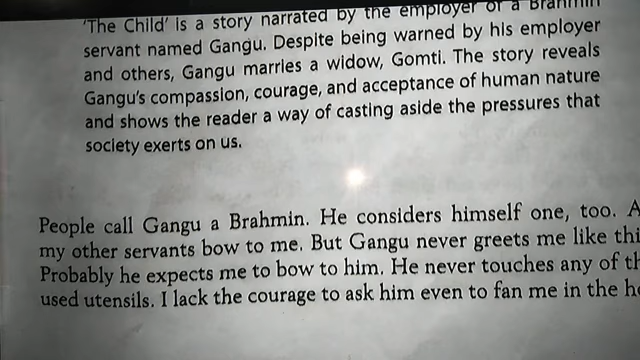 'The Child' is a story narrated by the employer of a Brahmin
servant named Gangu. Despite being warned by his employer
and others, Gangu marries a widow, Gomti. The story reveals
Gangu's compassion, courage, and acceptance of human nature
and shows the reader a way of casting aside the pressures that
society exerts on us.
People call Gangu a Brahmin. He considers himself one, too. A
my other servants bow to me. But Gangu never greets me like thi
Probably he expects me to bow to him. He never touches any of th
used utensils. I lack the courage to ask him even to fan me in the h